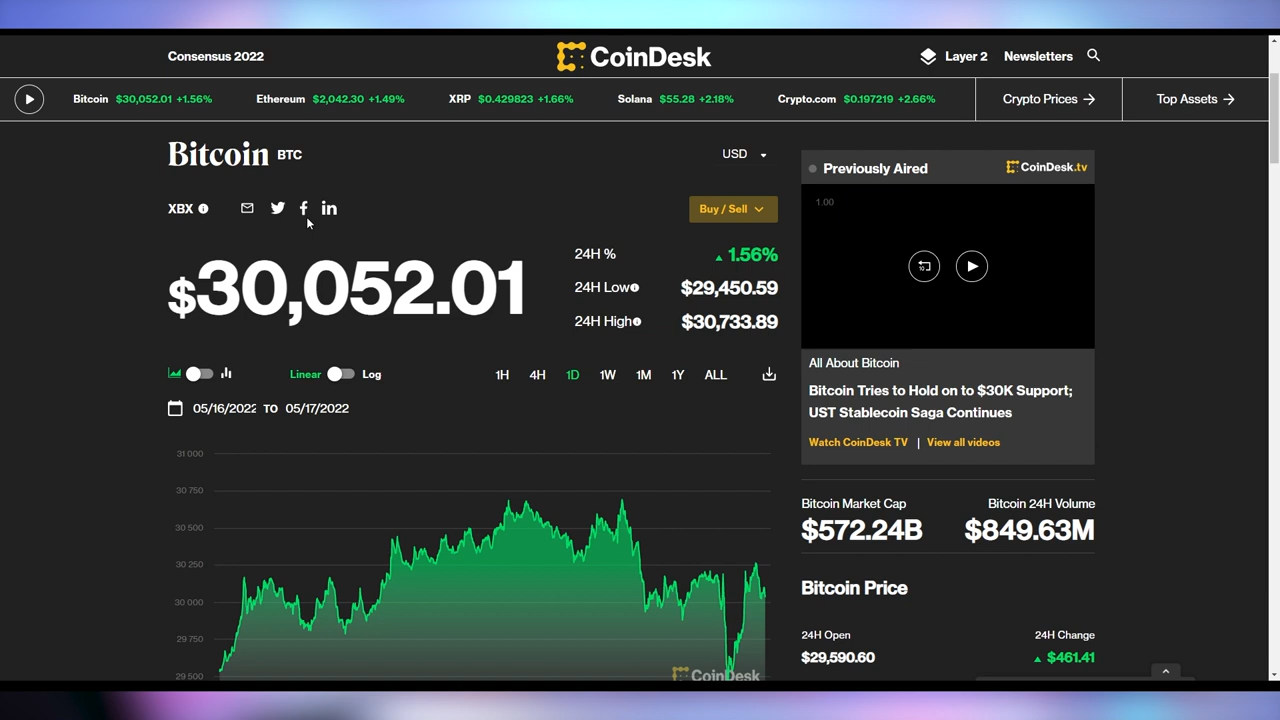 Consensus 2022
CoinDesk
Layer 2
Newsletters
Bitcoin $30,052.01 +1.56%
Ethereum $2,042.30 +1.49%
XRP $0.429823 +1.66%
Solana $55.28 +2.18%
Crypto.com $0.197219 +2.66%
Crypto Prices →
Top Assets →
Bitcoin BTC
USD
XBX
Buy / Sell
$30,052.01
24H % 1.56%
24H Low $29,450.59
24H High $30,733.89
Linear Log
1H 4H 1D 1W 1M 1Y ALL
05/16/2022 TO 05/17/2022
31 000
30 750
30 500
30 250
30 000
29 750
29 500
CoinDesk
Previously Aired
CoinDesk.tv
1.00
10
All About Bitcoin
Bitcoin Tries to Hold on to $30K Support;
UST Stablecoin Saga Continues
Watch CoinDesk TV | View all videos
Bitcoin Market Cap
$572.24B
Bitcoin 24H Volume
$849.63M
Bitcoin Price
24H Open
$29,590.60
24H Change
$461.41